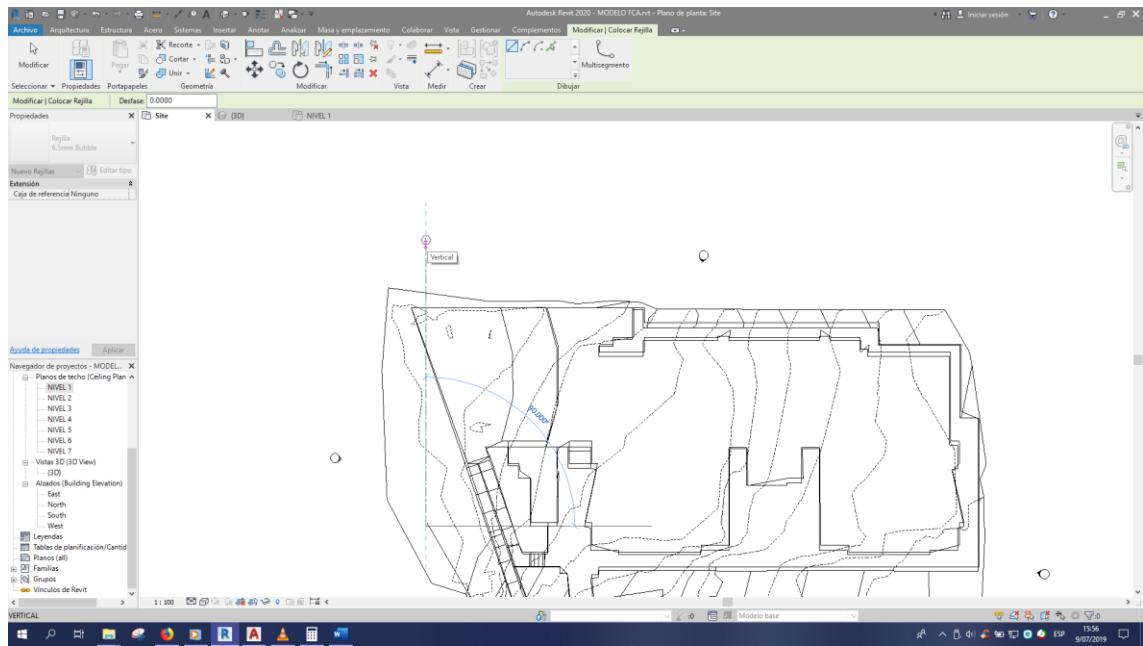 Autodesk Revit 2020 - MODELO FCA.rvt - Plano de planta: Site
Iniciar sesión
Archivo Arquitectura Estructura Acero Sistemas Insertar Anotar Analizar Masa y emplazamiento Colaborar Vista Gestionar Complementos Modificar | Colocar Rejilla
Modificar
Pegar
Recorte
Cortar
Unir
Multisegmento
Seleccionar Propiedades Portapapeles Geometría Modificar Vista Medir Crear Dibujar
Modificar | Colocar Rejilla Desfase: 0.0000
Propiedades X
Site X {3D} NIVEL 1
Rejilla
6.5mm Bubble
Nuevo Rejillas Editar tipo
Extensión
Caja de referencia Ninguno
Vertical
90.000°
Ayuda de propiedades Aplicar
Navegador de proyectos - MODEL... X
Planos de techo (Ceiling Plan
NIVEL 1
NIVEL 2
NIVEL 3
NIVEL 4
NIVEL 5
NIVEL 6
NIVEL 7
Vistas 3D (3D View)
{3D}
Alzados (Building Elevation)
East
North
South
West
Leyendas
Tablas de planificación/Cantid
Planos (all)
Familias
Grupos
Vínculos de Revit
1 : 100
VERTICAL
:0 Modelo base :0
ESP 15:56
9/07/2019